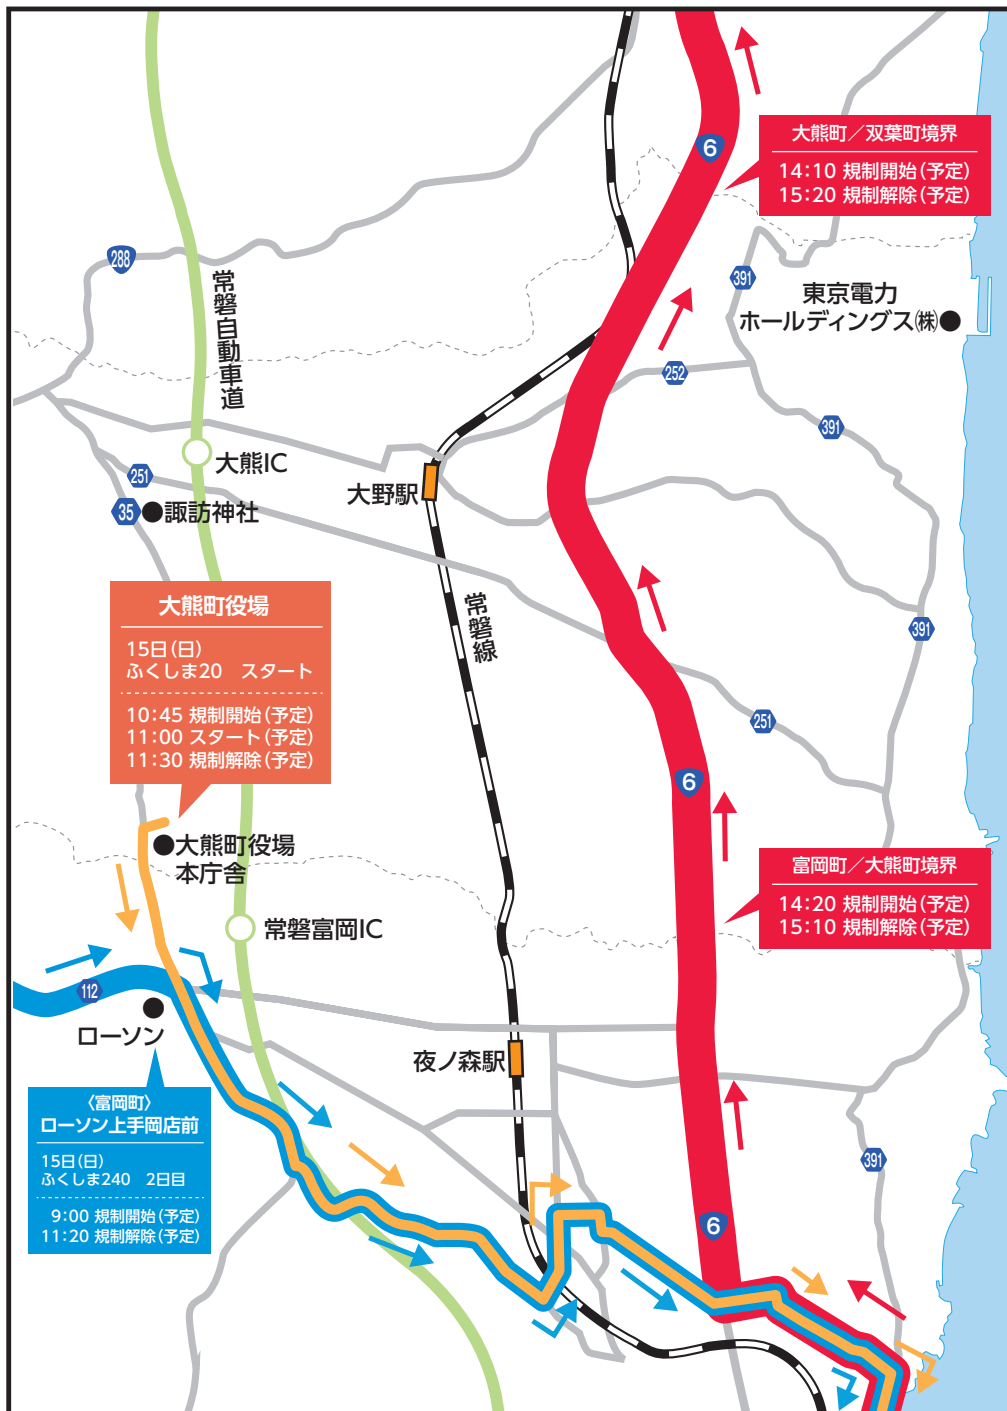 6
大熊町／双葉町境界
14:10 規制開始(予定)
15:20 規制解除(予定)
288
常磐自動車道
391
東京電力
ホールディングス㈱
252
391
大熊IC
251
35
諏訪神社
大野駅
常磐線
391
大熊町役場
15日(日)
ふくしま20 スタート
10:45 規制開始(予定)
11:00 スタート(予定)
11:30 規制解除(予定)
251
6
大熊町役場
本庁舎
富岡町／大熊町境界
14:20 規制開始(予定)
15:10 規制解除(予定)
常磐富岡IC
112
ローソン
夜ノ森駅
〈富岡町〉
ローソン上手岡店前
15日(日)
ふくしま240 2日目
9:00 規制開始(予定)
11:20 規制解除(予定)
391
6